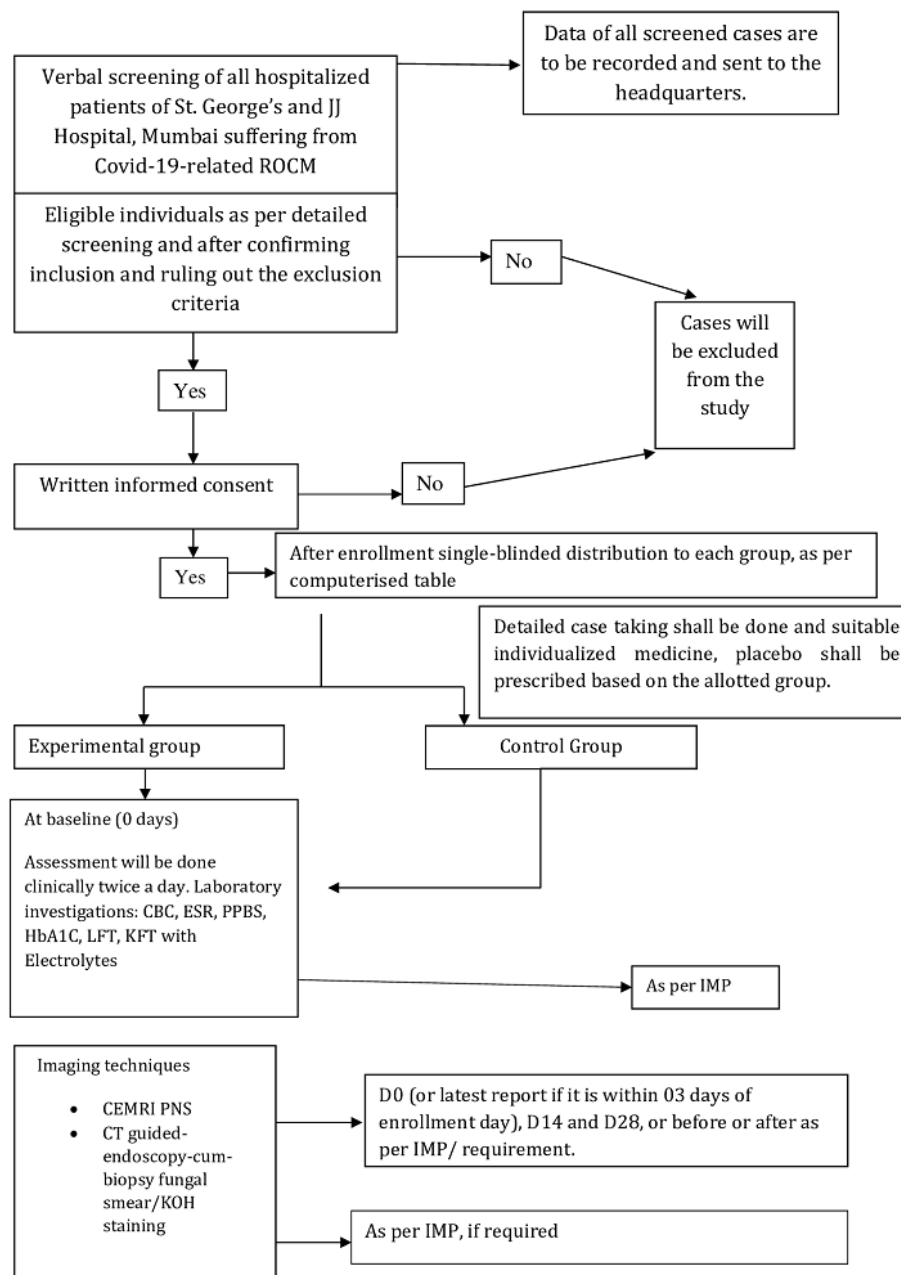 Data of all screened cases are
to be recorded and sent to the
headquarters.
Verbal screening of all hospitalized
patients of St. George's and JJ
Hospital, Mumbai suffering from
Covid-19-related ROCM
Eligible individuals as per detailed
screening and after confirming
inclusion and ruling out the exclusion
criteria
No
Cases will
be excluded
from the
study
Yes
Written informed consent
No
Yes
After enrollment single-blinded distribution to each group, as per
computerised table
Detailed case taking shall be done and suitable
individualized medicine, placebo shall be
prescribed based on the allotted group.
Experimental group
Control Group
At baseline (0 days)
Assessment will be done
clinically twice a day. Laboratory
investigations: CBC, ESR, PPBS,
HbA1C, LFT, KFT with
Electrolytes
As per IMP
Imaging techniques
• CEMRI PNS
• CT guided-
endoscopy-cum-
biopsy fungal
smear/KOH
staining
D0 (or latest report if it is within 03 days of
enrollment day), D14 and D28, or before or after as
per IMP/ requirement.
As per IMP, if required